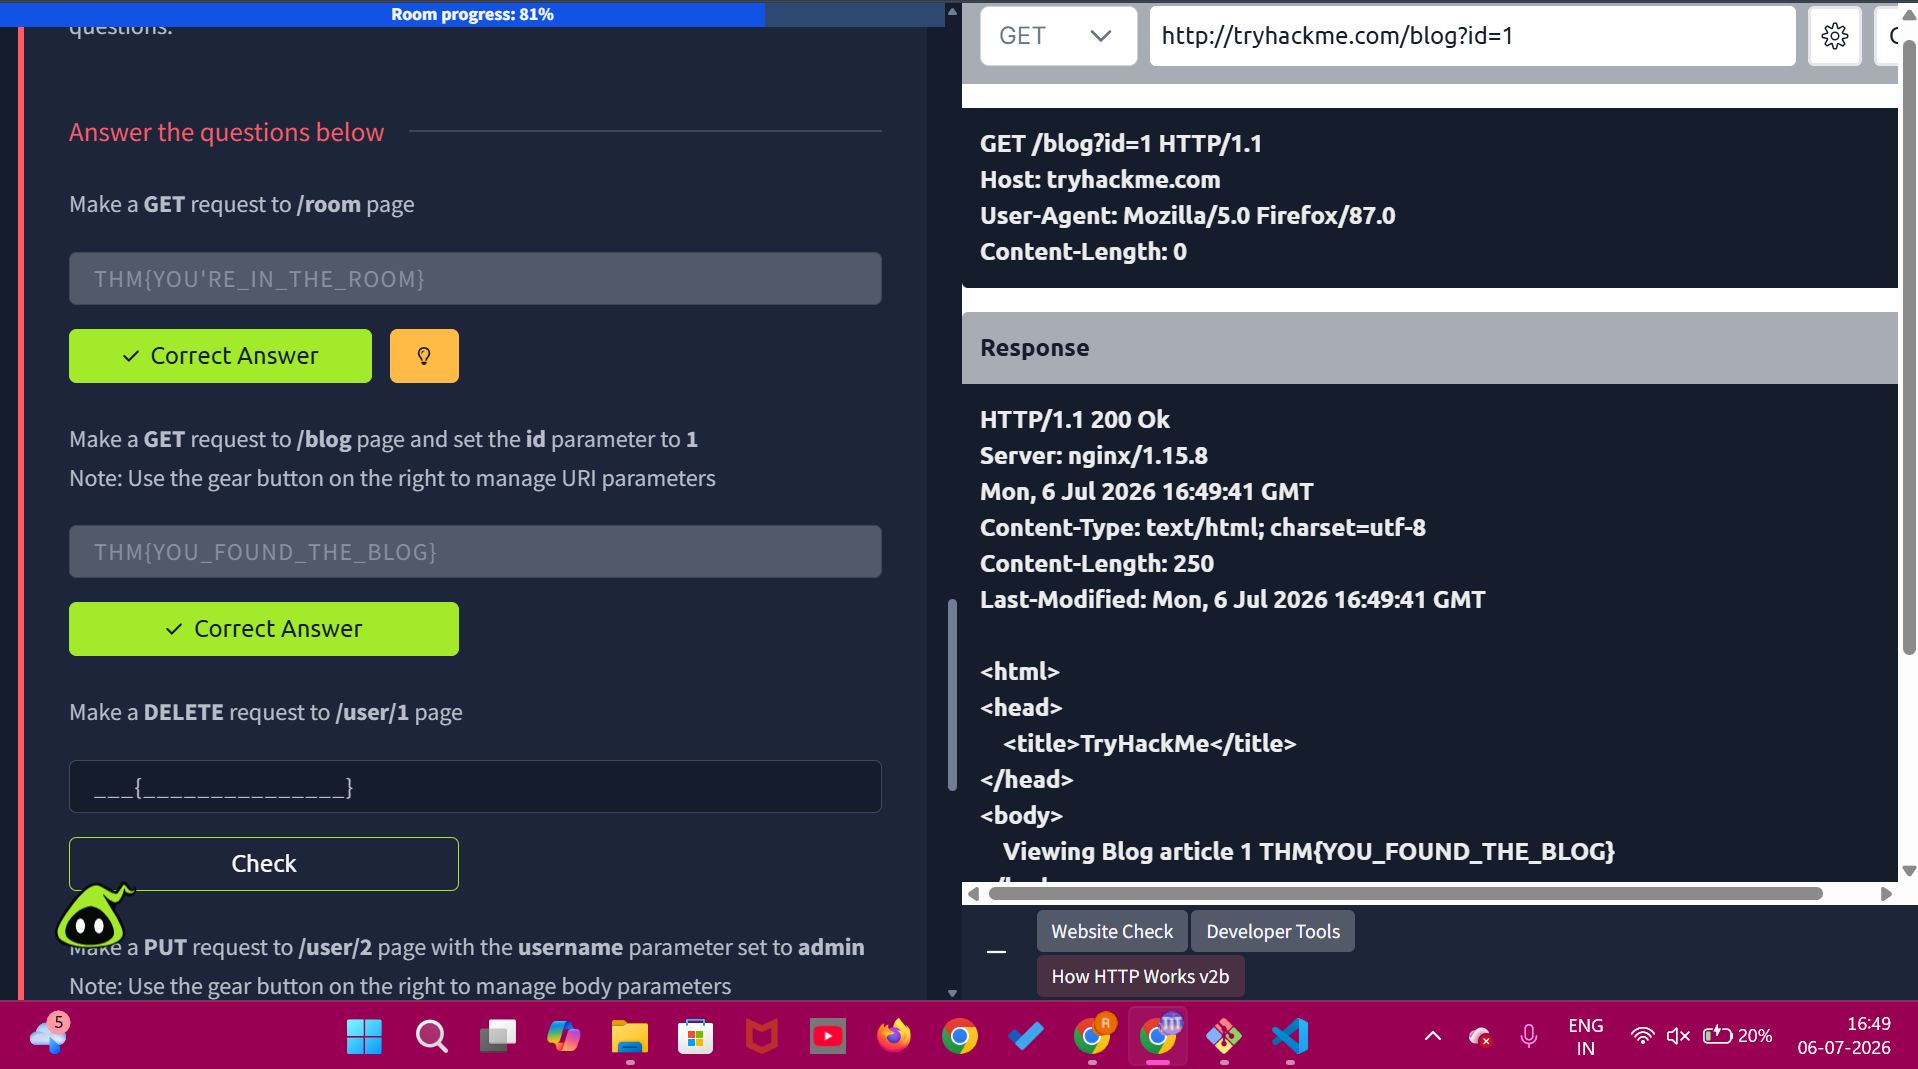 Room progress: 81%
questions:
Answer the questions below
Make a GET request to /room page
THM{YOU'RE_IN_THE_ROOM}
Correct Answer
Make a GET request to /blog page and set the id parameter to 1
Note: Use the gear button on the right to manage URI parameters
THM{YOU_FOUND_THE_BLOG}
Correct Answer
Make a DELETE request to /user/1 page
___{_______________}
Check
Make a PUT request to /user/2 page with the username parameter set to admin
Note: Use the gear button on the right to manage body parameters
GET
http://tryhackme.com/blog?id=1
GET /blog?id=1 HTTP/1.1
Host: tryhackme.com
User-Agent: Mozilla/5.0 Firefox/87.0
Content-Length: 0
Response
HTTP/1.1 200 Ok
Server: nginx/1.15.8
Mon, 6 Jul 2026 16:49:41 GMT
Content-Type: text/html; charset=utf-8
Content-Length: 250
Last-Modified: Mon, 6 Jul 2026 16:49:41 GMT
<html>
<head>
<title>TryHackMe</title>
</head>
<body>
Viewing Blog article 1 THM{YOU_FOUND_THE_BLOG}
Website Check
Developer Tools
How HTTP Works v2b
5
R
m
ENG
IN
20%
16:49
06-07-2026